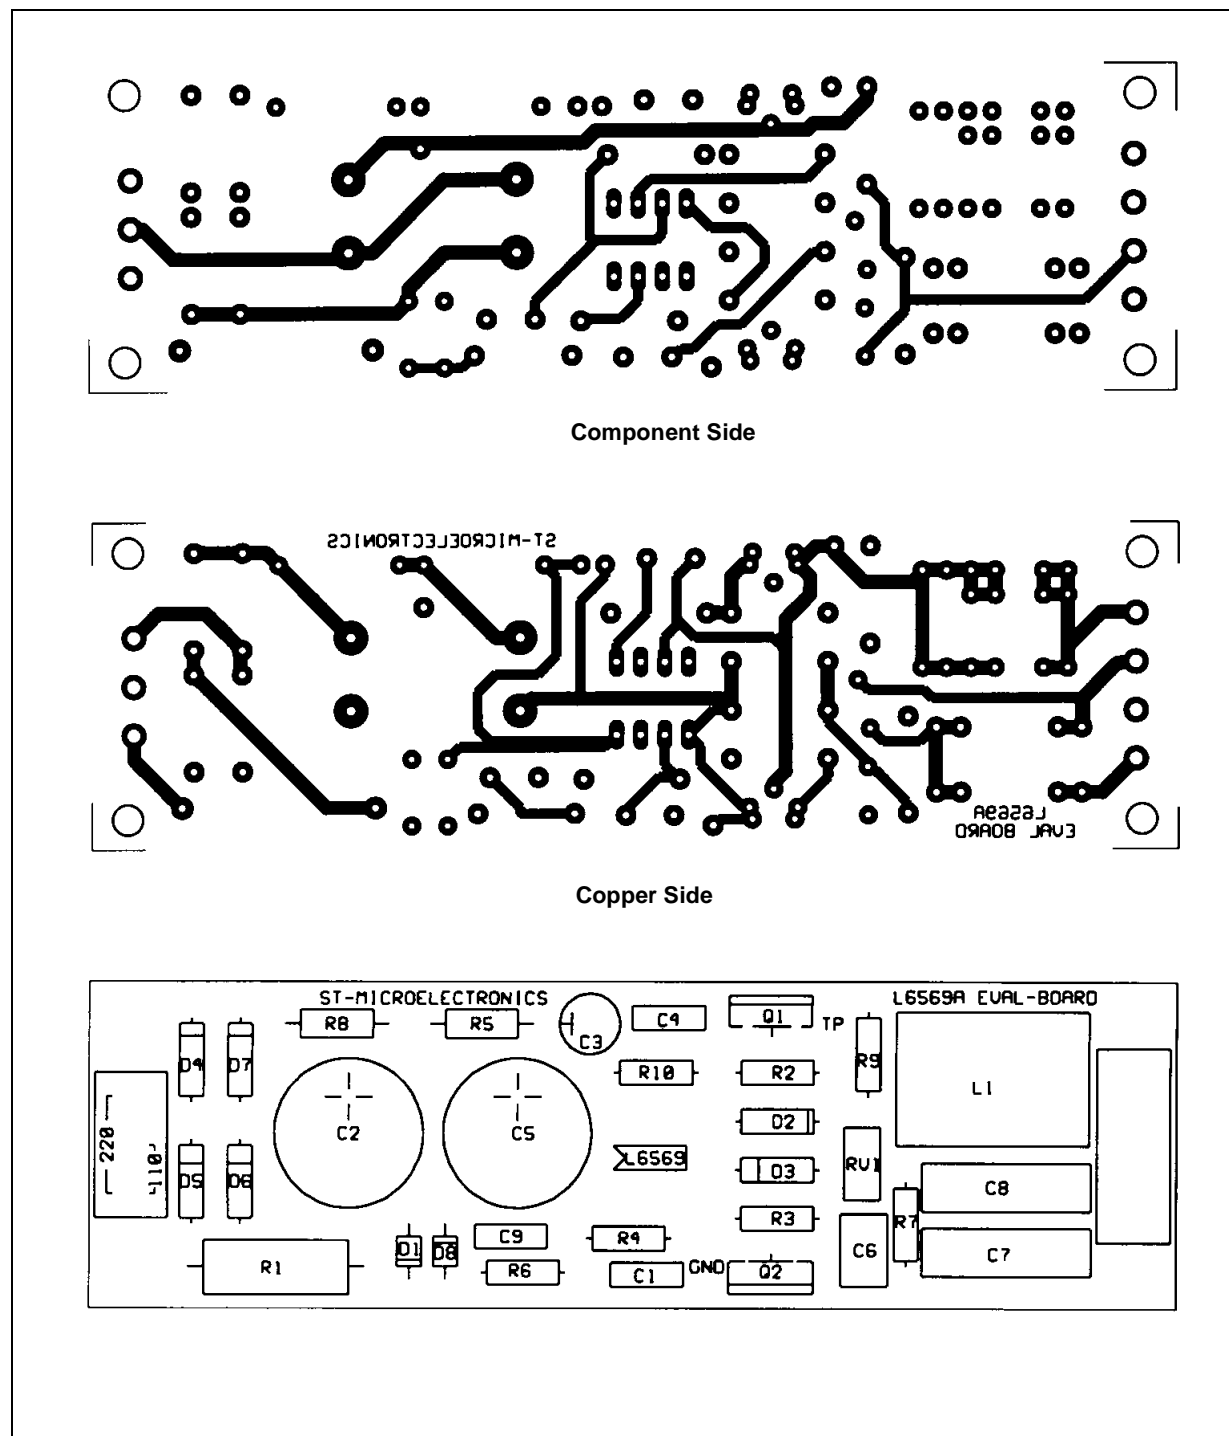 Component Side
ST-MICROELECTRONICS
L6569A
EVAL BOARD
Copper Side
ST-MICROELECTRONICS
L6569A EVAL-BOARD
R8
R5
C3
C4
Q1
TP
D4
D7
R10
R2
R9
L1
220
110
C2
C5
D2
L6569
D3
RV1
D5
D6
C8
R3
R7
C9
R4
D1
D8
C6
C7
R1
R6
C1
GND
Q2